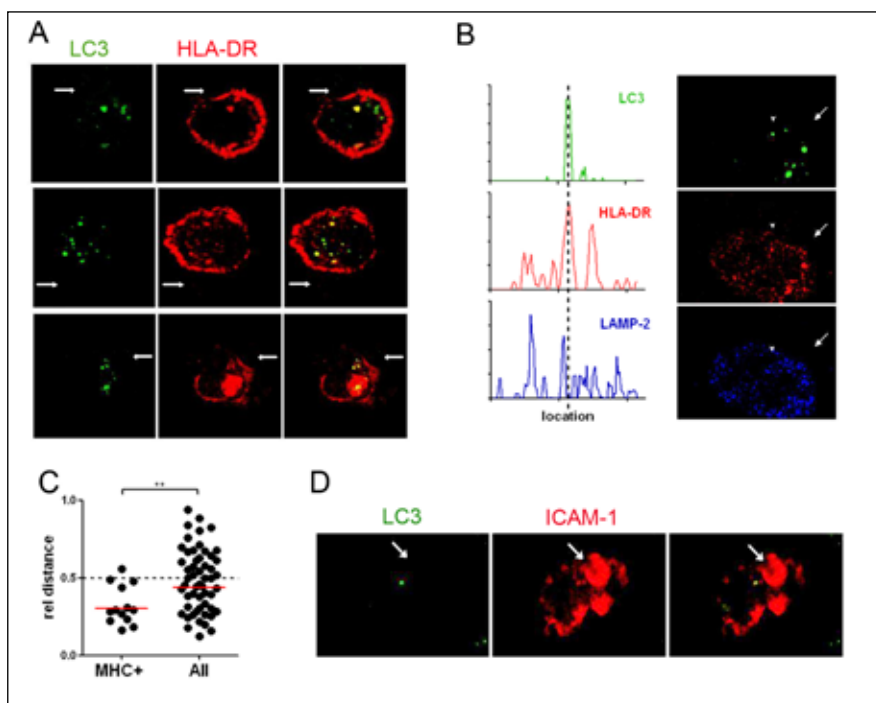 A
LC3
HLA-DR
B
LC3
HLA-DR
LAMP-2
location
C
**
1.0
0.5
0.0
rel distance
MHC+
All
D
LC3
ICAM-1